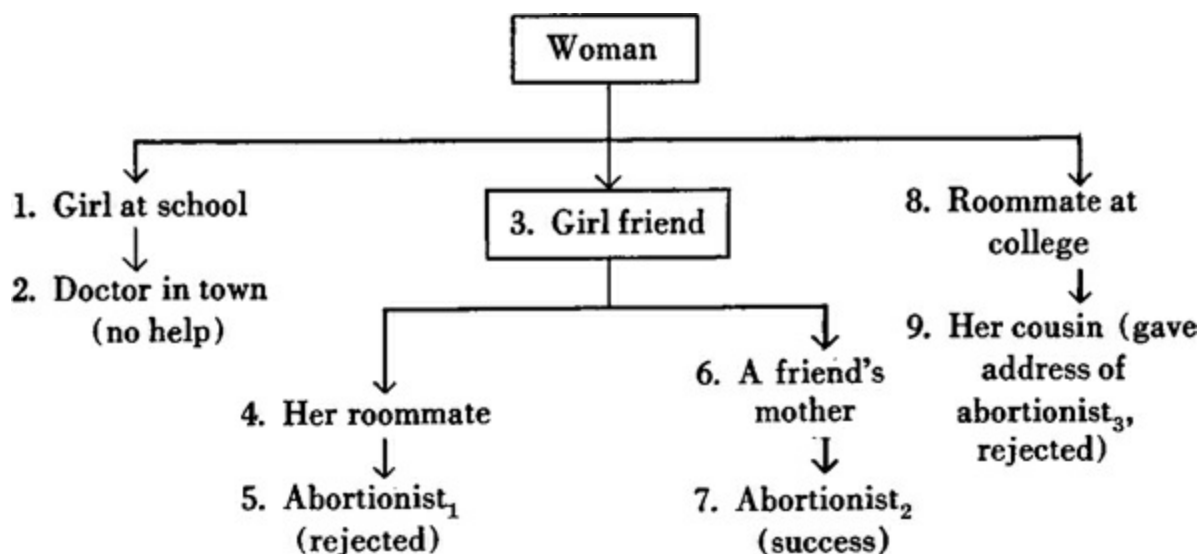 Woman
1. Girl at school
2. Doctor in town
(no help)
3. Girl friend
4. Her roommate
5. Abortionist₁
(rejected)
6. A friend's
mother
7. Abortionist₂
(success)
8. Roommate at
college
9. Her cousin (gave
address of
abortionist₃,
rejected)